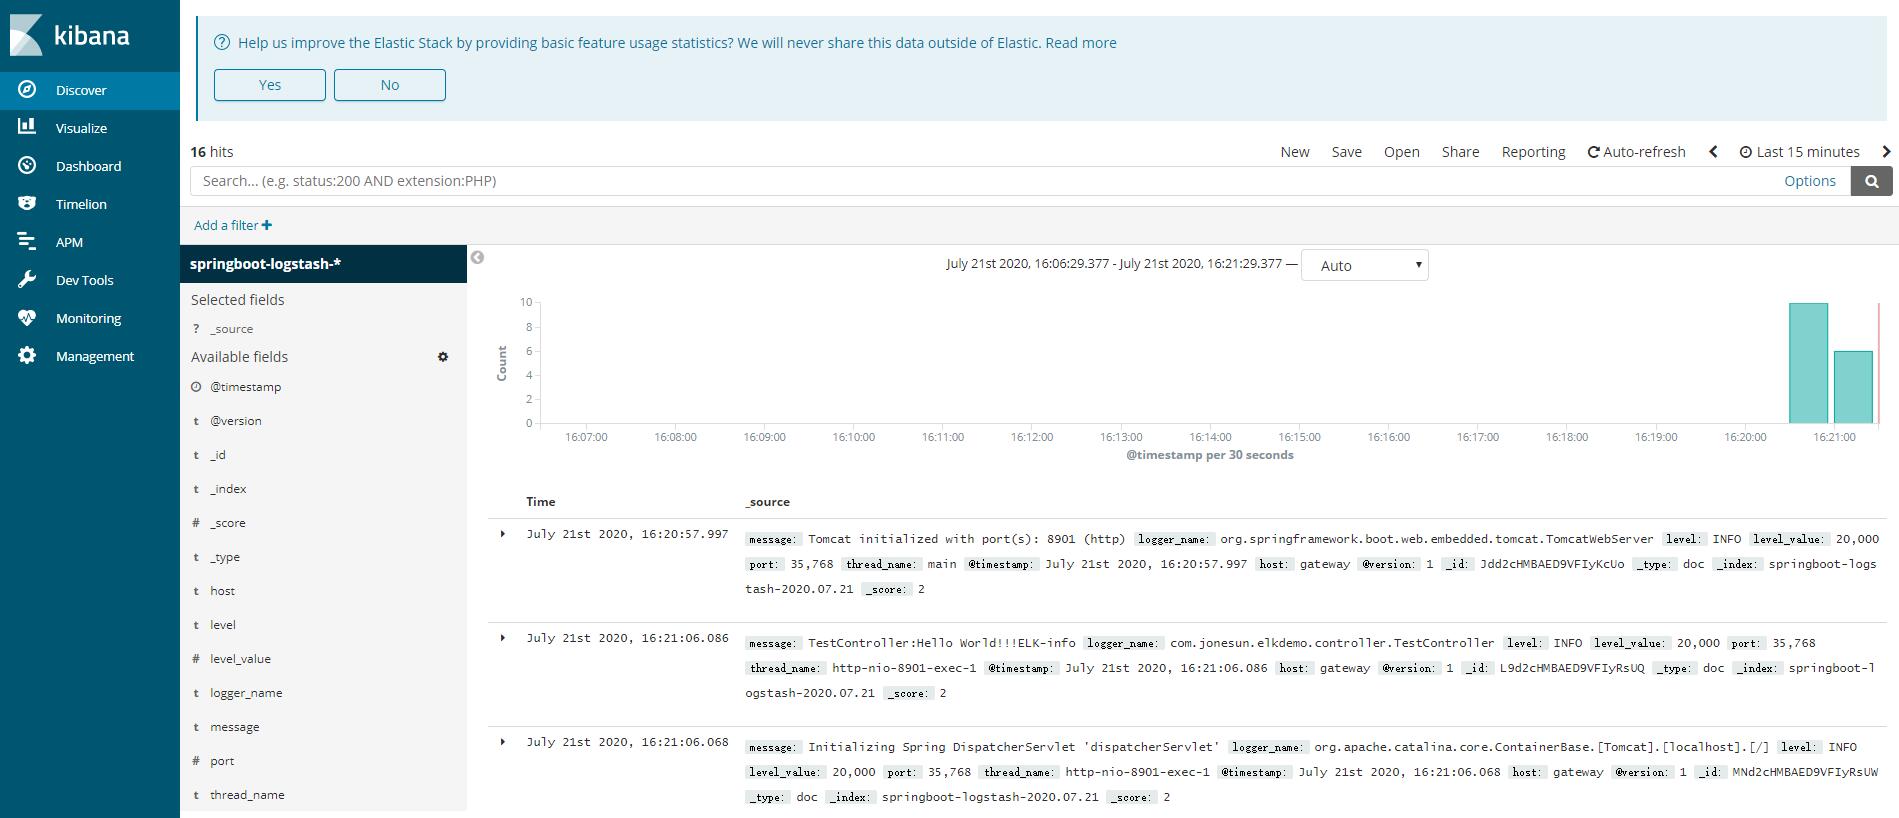 kibana
Discover
Visualize
Dashboard
Timelion
APM
Dev Tools
Monitoring
Management
Help us improve the Elastic Stack by providing basic feature usage statistics? We will never share this data outside of Elastic. Read more
Yes No
16 hits
New Save Open Share Reporting Auto-refresh Last 15 minutes
Search... (e.g. status:200 AND extension:PHP) Options
Add a filter
springboot-logstash-*
Selected fields
? _source
Available fields
@timestamp
t @version
t _id
t _index
# _score
t _type
t host
t level
# level_value
t logger_name
t message
# port
t thread_name
July 21st 2020, 16:06:29.377 - July 21st 2020, 16:21:29.377 — Auto
Count
10
8
6
4
2
0
16:07:00 16:08:00 16:09:00 16:10:00 16:11:00 16:12:00 16:13:00 16:14:00 16:15:00 16:16:00 16:17:00 16:18:00 16:19:00 16:20:00 16:21:00
@timestamp per 30 seconds
Time _source
July 21st 2020, 16:20:57.997 message: Tomcat initialized with port(s): 8901 (http) logger_name: org.springframework.boot.web.embedded.tomcat.TomcatWebServer level: INFO level_value: 20,000
port: 35,768 thread_name: main @timestamp: July 21st 2020, 16:20:57.997 host: gateway @version: 1 _id: Jdd2cHMBAED9VFIyKcUo _type: doc _index: springboot-logs
tash-2020.07.21 _score: 2
July 21st 2020, 16:21:06.086 message: TestController:Hello World!!!ELK-info logger_name: com.jonesun.elkdemo.controller.TestController level: INFO level_value: 20,000 port: 35,768
thread_name: http-nio-8901-exec-1 @timestamp: July 21st 2020, 16:21:06.086 host: gateway @version: 1 _id: L9d2cHMBAED9VFIyRsUQ _type: doc _index: springboot-l
ogstash-2020.07.21 _score: 2
July 21st 2020, 16:21:06.068 message: Initializing Spring DispatcherServlet 'dispatcherServlet' logger_name: org.apache.catalina.core.ContainerBase.[Tomcat].[localhost].[/] level: INFO
level_value: 20,000 port: 35,768 thread_name: http-nio-8901-exec-1 @timestamp: July 21st 2020, 16:21:06.068 host: gateway @version: 1 _id: MNd2cHMBAED9VFIyRsUW
_type: doc _index: springboot-logstash-2020.07.21 _score: 2